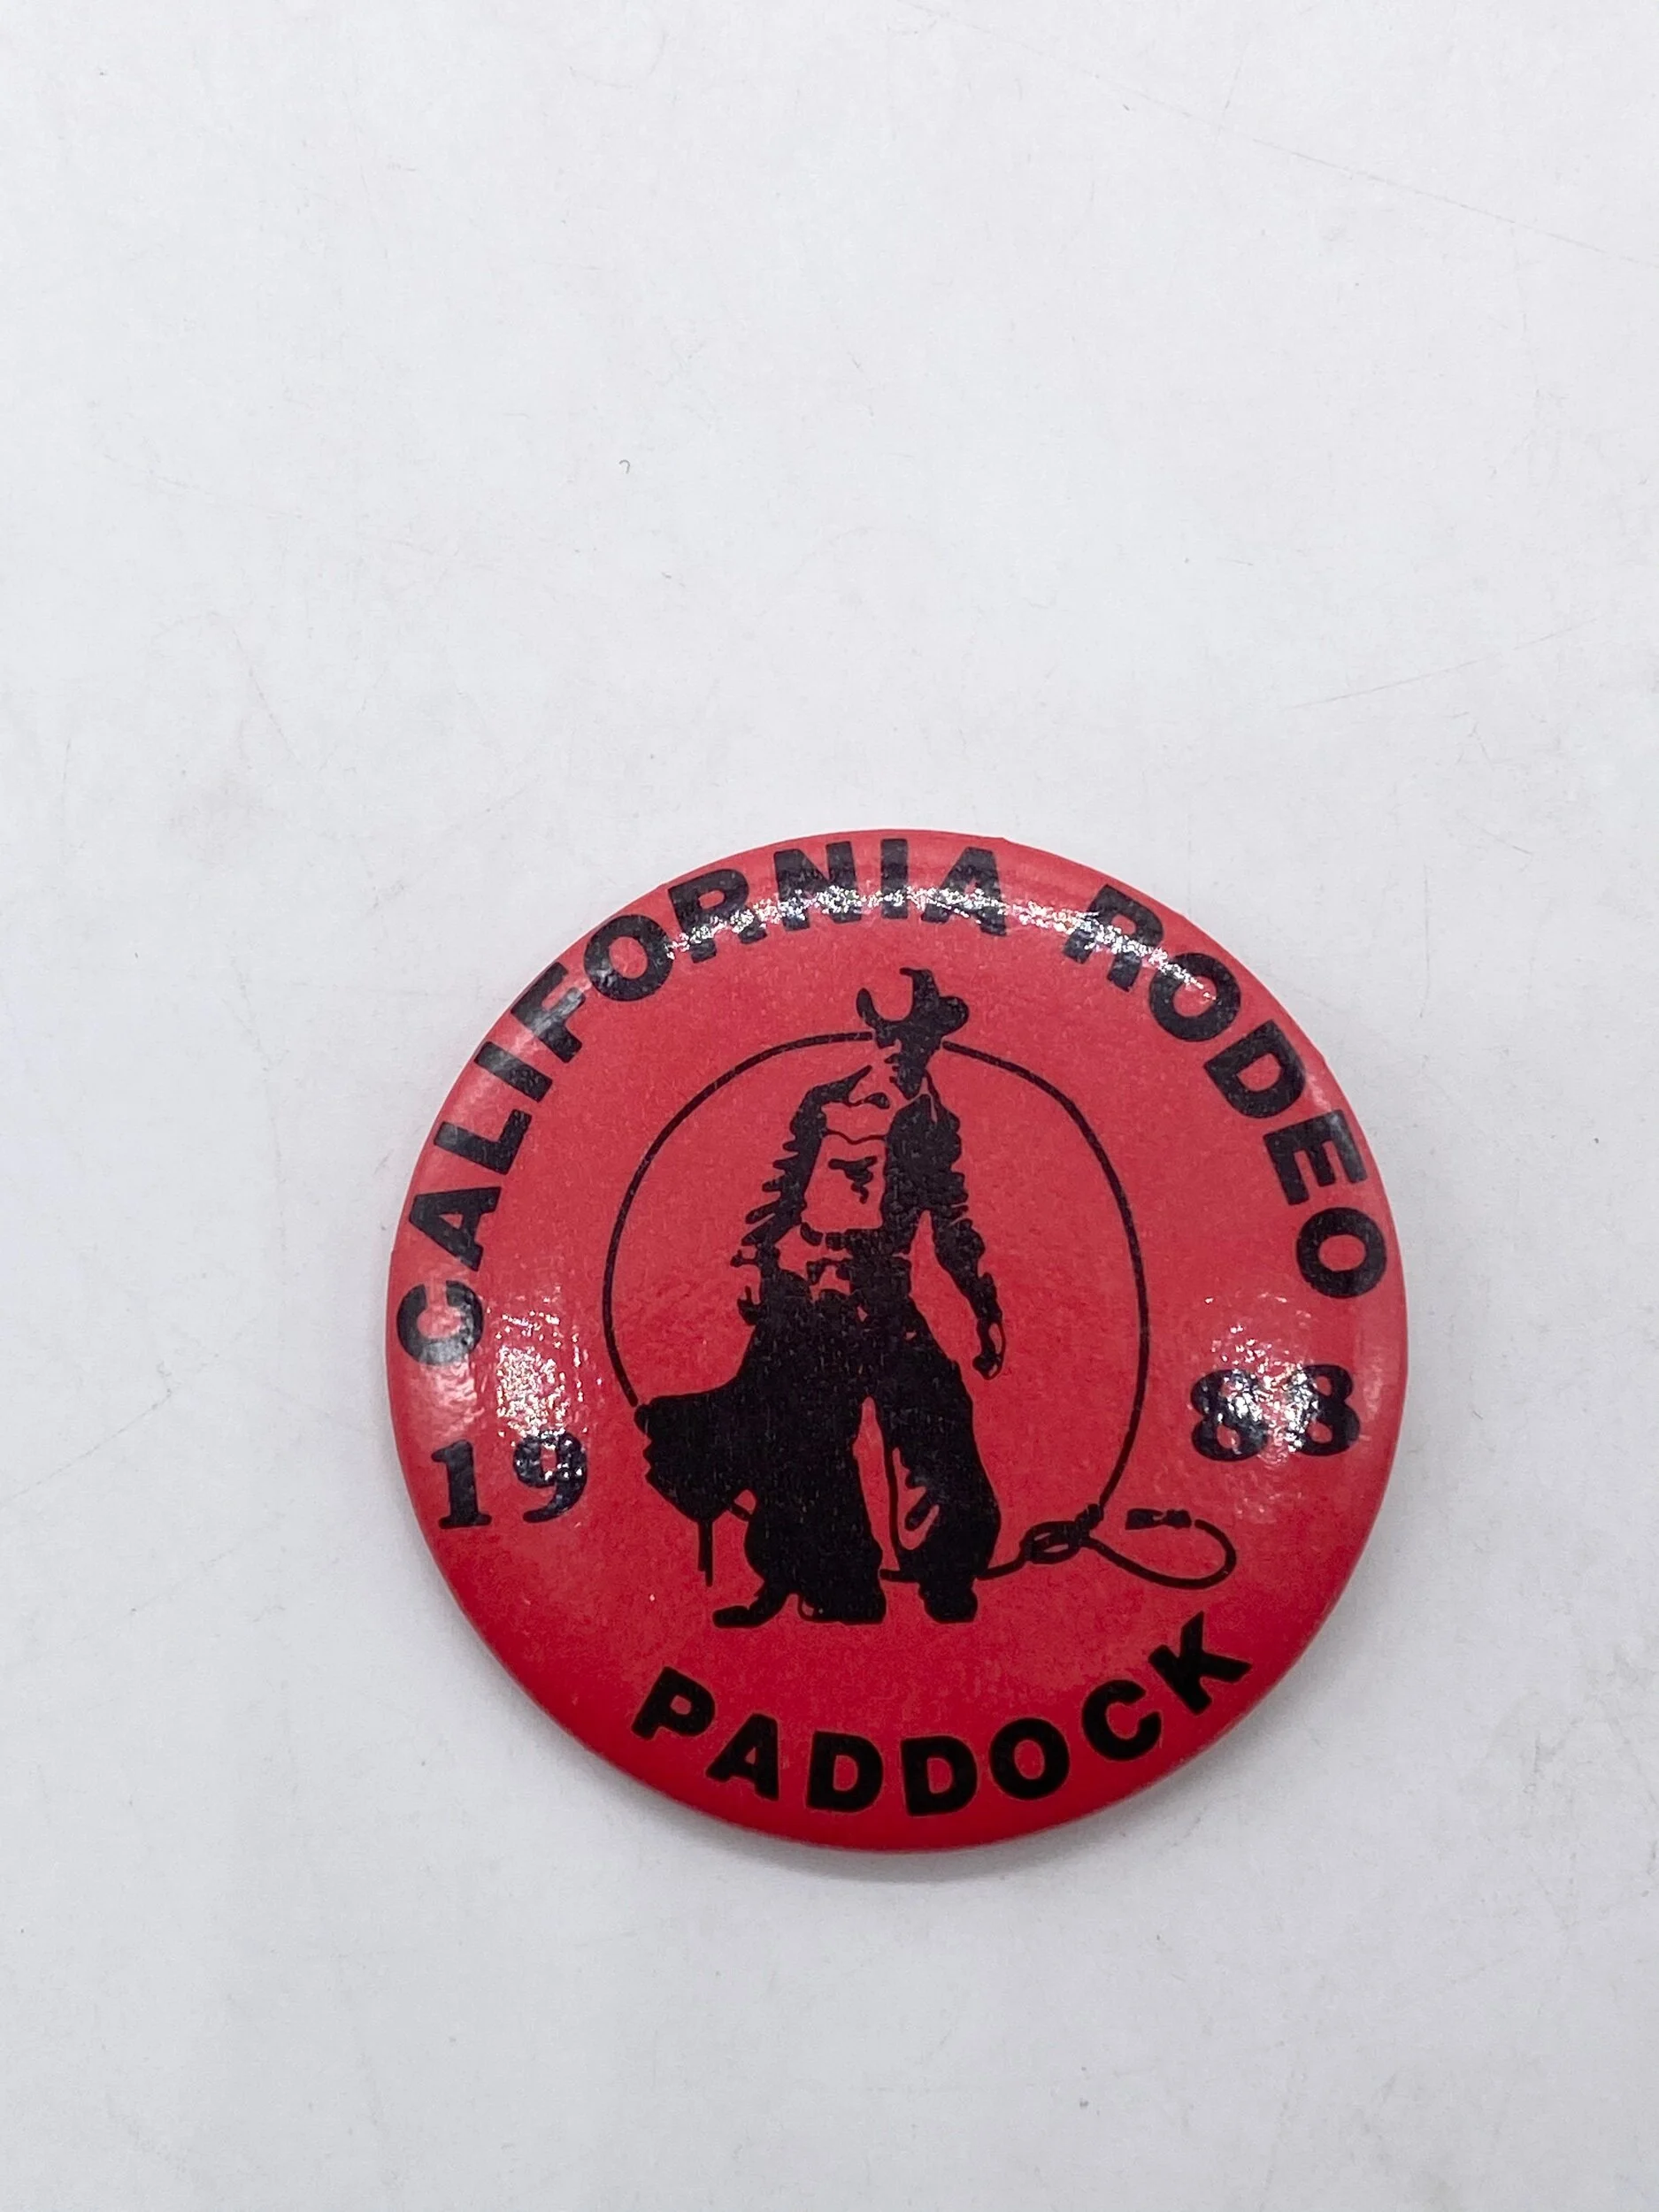 CALIFORNIA RODEO
19 88
PADDOCK